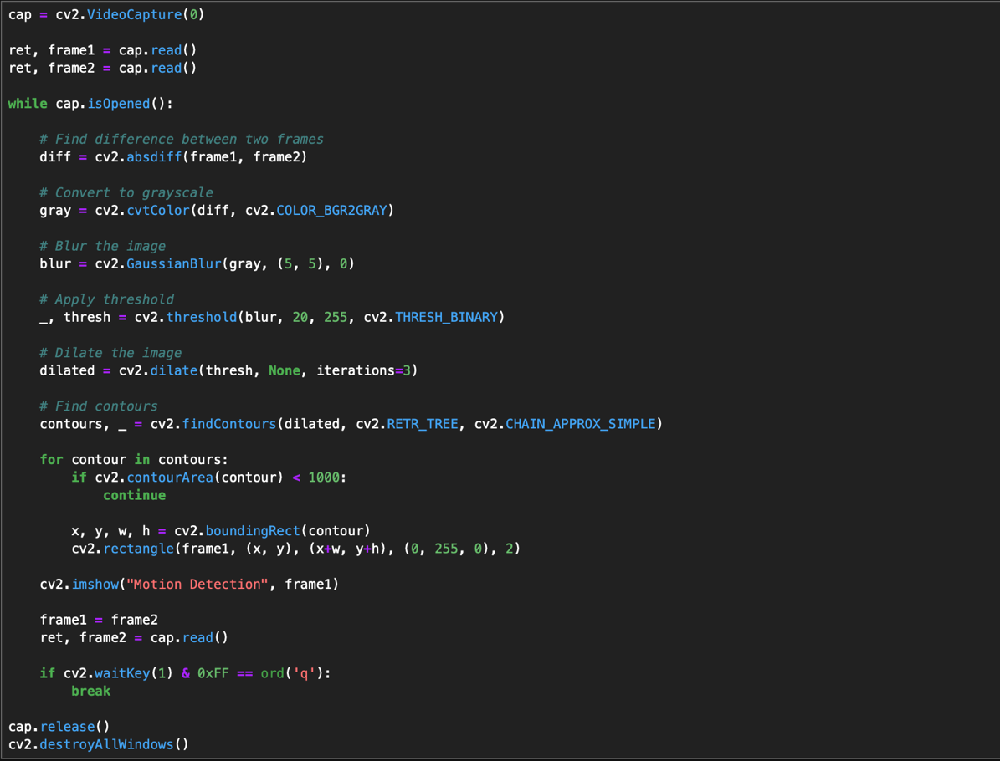 cap = cv2.VideoCapture(0)
ret, frame1 = cap.read()
ret, frame2 = cap.read()
while cap.isOpened():
    # Find difference between two frames
    diff = cv2.absdiff(frame1, frame2)
    # Convert to grayscale
    gray = cv2.cvtColor(diff, cv2.COLOR_BGR2GRAY)
    # Blur the image
    blur = cv2.GaussianBlur(gray, (5, 5), 0)
    # Apply threshold
    _, thresh = cv2.threshold(blur, 20, 255, cv2.THRESH_BINARY)
    # Dilate the image
    dilated = cv2.dilate(thresh, None, iterations=3)
    # Find contours
    contours, _ = cv2.findContours(dilated, cv2.RETR_TREE, cv2.CHAIN_APPROX_SIMPLE)
    for contour in contours:
        if cv2.contourArea(contour) < 1000:
            continue
        x, y, w, h = cv2.boundingRect(contour)
        cv2.rectangle(frame1, (x, y), (x+w, y+h), (0, 255, 0), 2)
    cv2.imshow("Motion Detection", frame1)
    frame1 = frame2
    ret, frame2 = cap.read()
    if cv2.waitKey(1) & 0xFF == ord('q'):
        break
cap.release()
cv2.destroyAllWindows()